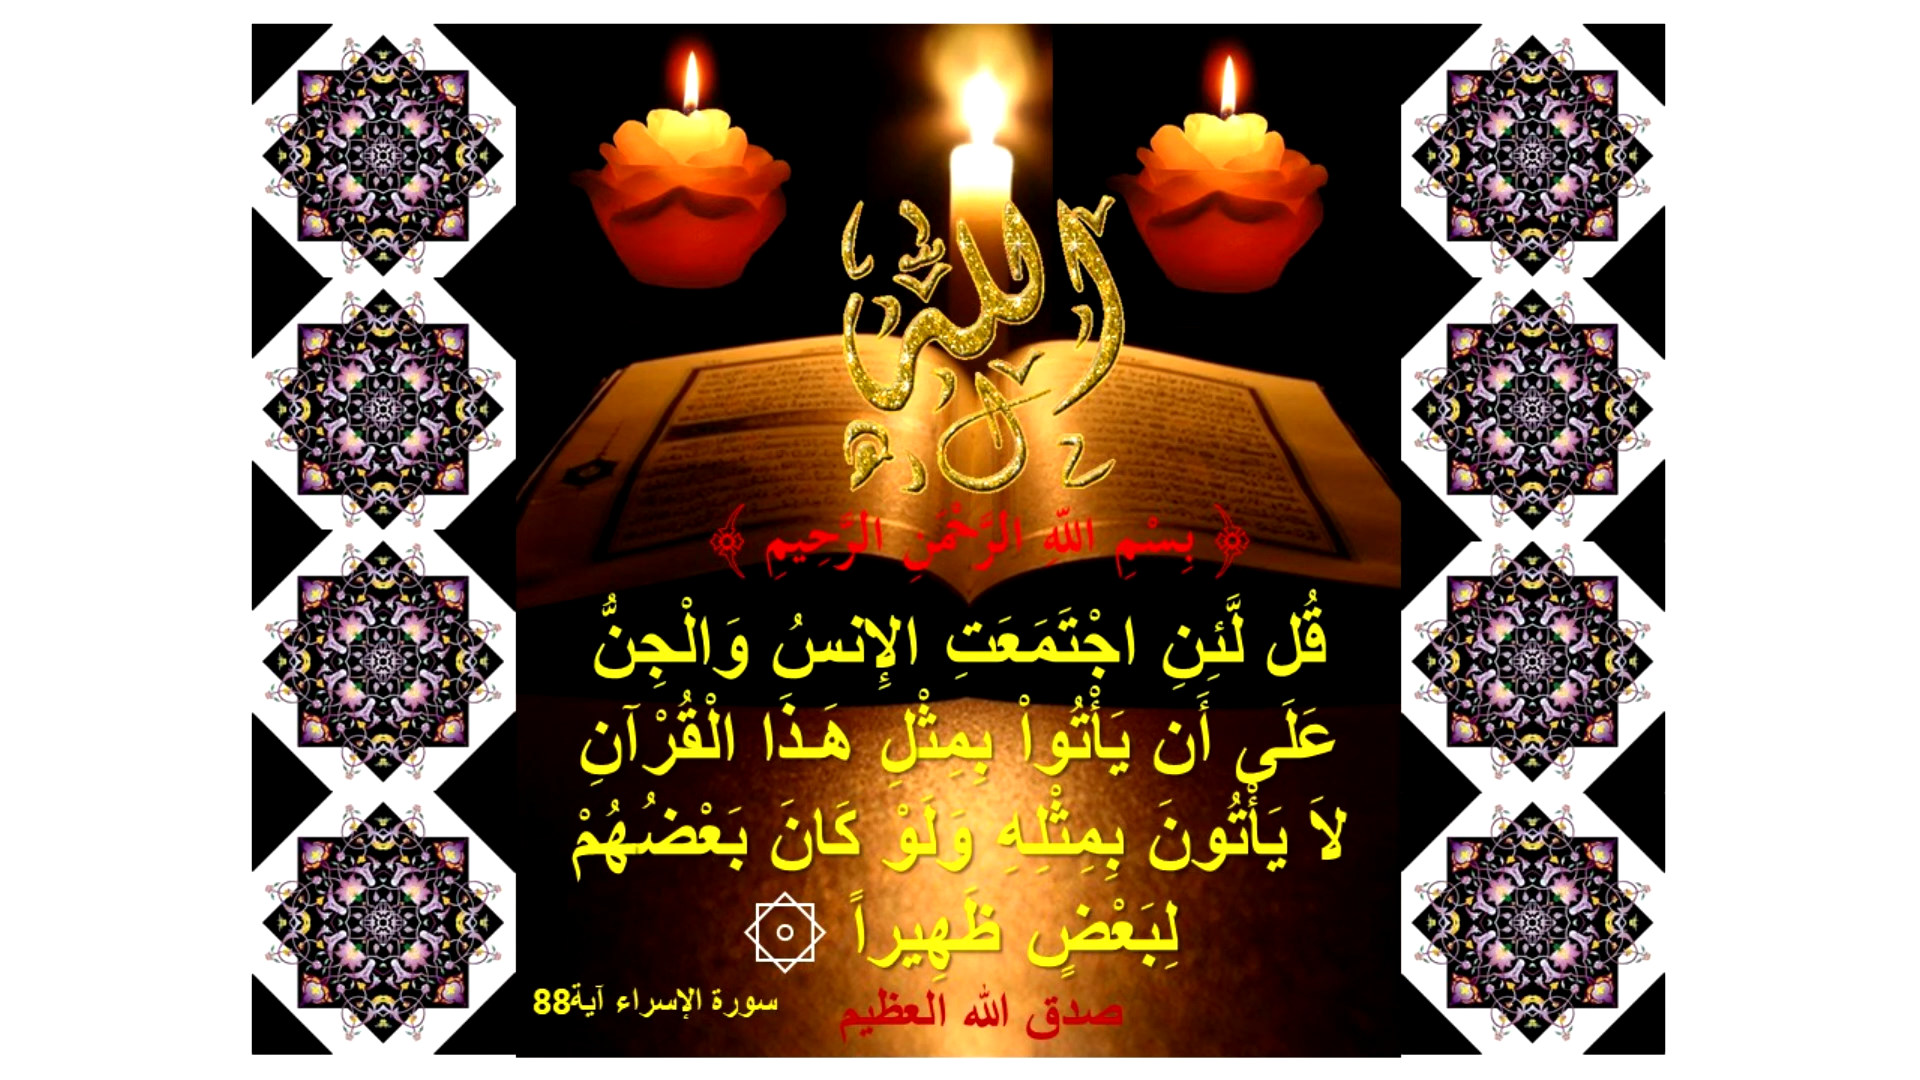 الله
﴿ بِسْمِ اللّهِ الرَّحْمَنِ الرَّحِيمِ ﴾
قُل لَّئِنِ اجْتَمَعَتِ الإِنسُ وَالْجِنُّ
عَلَى أَن يَأْتُواْ بِمِثْلِ هَـذَا الْقُرْآنِ
لاَ يَأْتُونَ بِمِثْلِهِ وَلَوْ كَانَ بَعْضُهُمْ
لِبَعْضٍ ظَهِيراً ۞
سورة الإسراء آية88
صدق الله العظيم